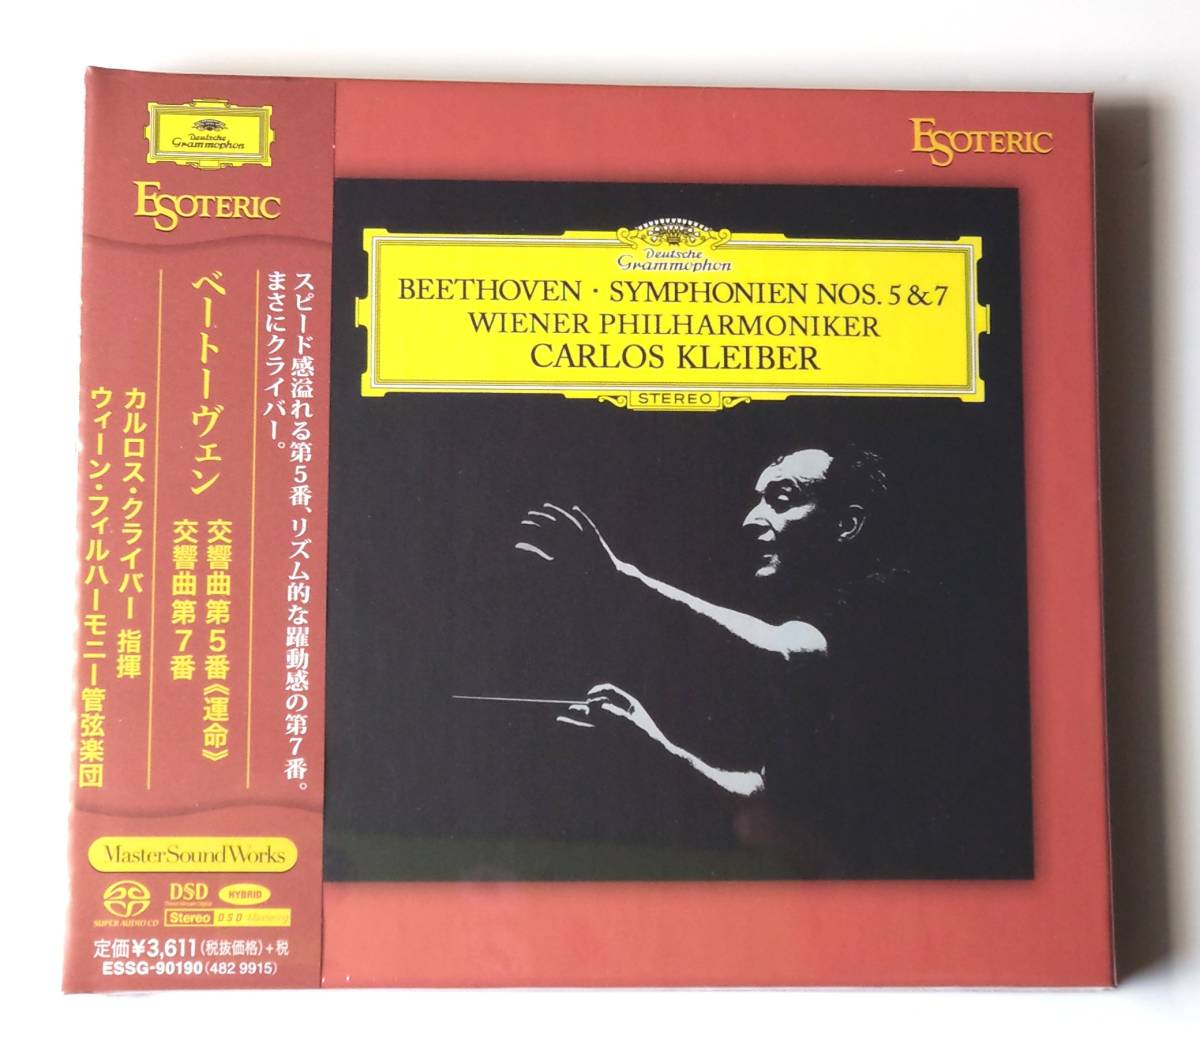 Deutsche
Grammophon
ESOTERIC
スピード感溢れる第5番、リズム的な躍動感の第7番。
まさにクライバー。
ベートーヴェン
交響曲第5番《運命》
交響曲第7番
カルロス・クライバー 指揮
ウィーン・フィルハーモニー管弦楽団
MasterSoundWorks
SUPER AUDIO CD
DSD
Direct Stream Digital
HYBRID
Stereo DSD Mastering
定価¥3,611(税抜価格)+税
ESSG-90190(482 9915)
ESOTERIC
Deutsche
Grammophon
BEETHOVEN · SYMPHONIEN NOS. 5 & 7
WIENER PHILHARMONIKER
CARLOS KLEIBER
STEREO